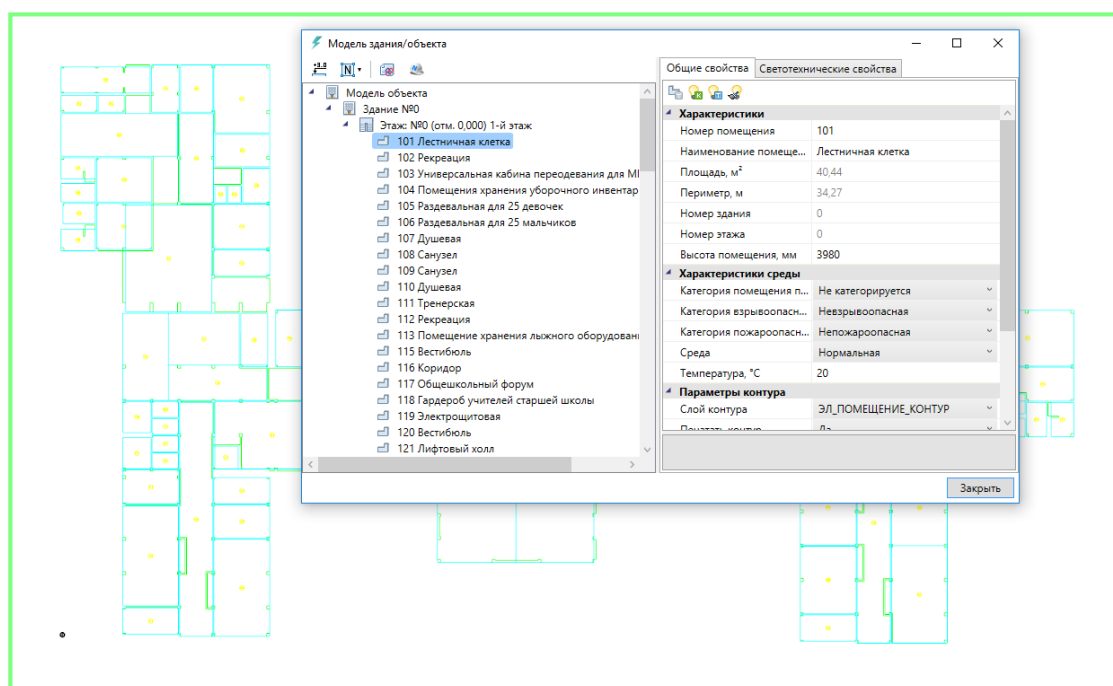 Модель здания/объекта
Общие свойства
Светотехнические свойства
Модель объекта
Здание №0
Этаж: №0 (отм. 0,000) 1-й этаж
101 Лестничная клетка
102 Рекреация
103 Универсальная кабина переодевания для МГ
104 Помещения хранения уборочного инвентар
105 Раздевальная для 25 девочек
106 Раздевальная для 25 мальчиков
107 Душевая
108 Санузел
109 Санузел
110 Душевая
111 Тренерская
112 Рекреация
113 Помещение хранения лыжного оборудован
115 Вестибюль
116 Коридор
117 Общешкольный форум
118 Гардероб учителей старшей школы
119 Электрощитовая
120 Вестибюль
121 Лифтовый холл
Характеристики
Номер помещения 101
Наименование помеще... Лестничная клетка
Площадь, м² 40,44
Периметр, м 34,27
Номер здания 0
Номер этажа 0
Высота помещения, мм 3980
Характеристики среды
Категория помещения п... Не категорируется
Категория взрывоопасн... Невзрывоопасная
Категория пожароопасн... Непожароопасная
Среда Нормальная
Температура, °C 20
Параметры контура
Слой контура ЭЛ_ПОМЕЩЕНИЕ_КОНТУР
Печатать контур Да
Закрыть